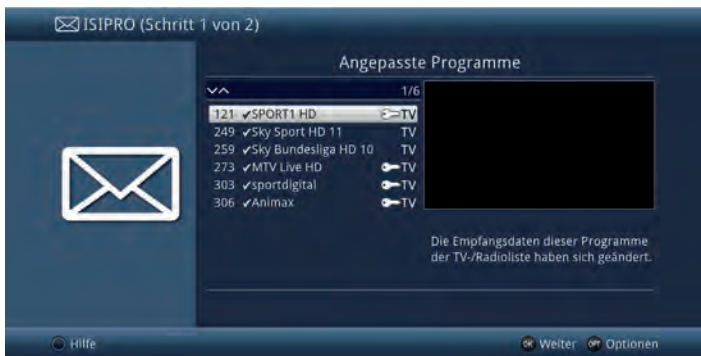 ISIPRO (Schritt 1 von 2)
Angepasste Programme
1/6
121 ✔SPORT1 HD TV
249 ✔Sky Sport HD 11 TV
259 ✔Sky Bundesliga HD 10 TV
273 ✔MTV Live HD TV
303 ✔sportdigital TV
306 ✔Animax TV
Die Empfangsdaten dieser Programme
der TV-/Radioliste haben sich geändert.
Hilfe OK Weiter OPT Optionen